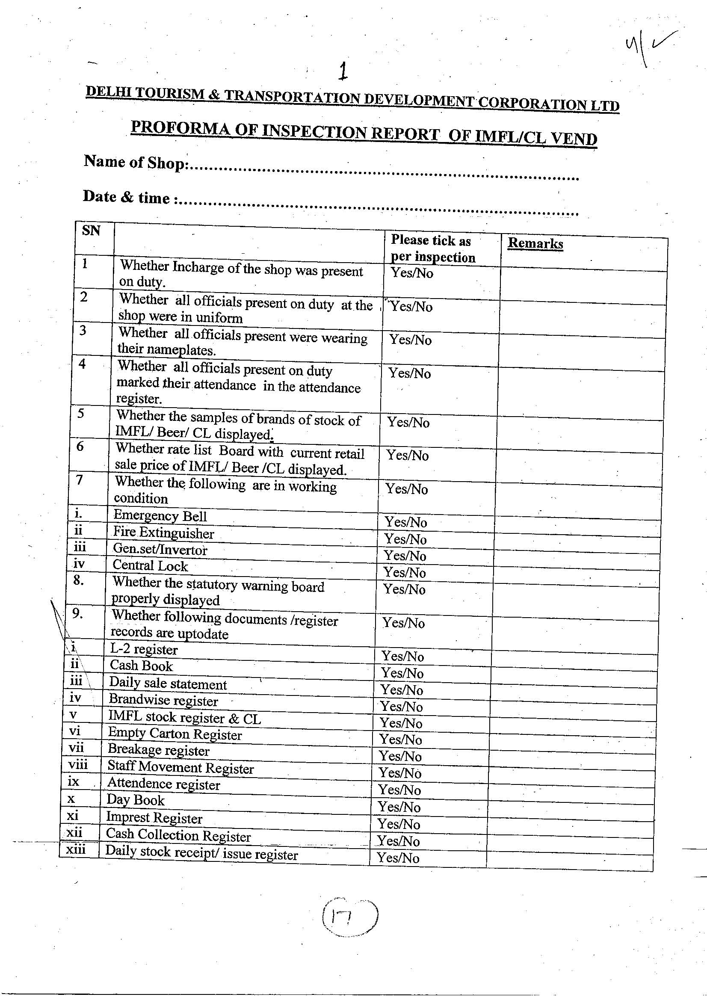 1
DELHI TOURISM & TRANSPORTATION DEVELOPMENT CORPORATION LTD
PROFORMA OF INSPECTION REPORT OF IMFL/CL VEND
Name of Shop:................................................................................
Date & time :................................................................................
SN Please tick as Remarks
per inspection
1 Whether Incharge of the shop was present Yes/No
on duty.
2 Whether all officials present on duty at the Yes/No
shop were in uniform
3 Whether all officials present were wearing Yes/No
their nameplates.
4 Whether all officials present on duty Yes/No
marked their attendance in the attendance
register.
5 Whether the samples of brands of stock of Yes/No
IMFL/ Beer/ CL displayed.
6 Whether rate list Board with current retail Yes/No
sale price of IMFL/ Beer /CL displayed.
7 Whether the following are in working Yes/No
condition
i. Emergency Bell Yes/No
ii Fire Extinguisher Yes/No
iii Gen.set/Invertor Yes/No
iv Central Lock Yes/No
8. Whether the statutory warning board Yes/No
properly displayed
9. Whether following documents /register Yes/No
records are uptodate
i L-2 register Yes/No
ii Cash Book Yes/No
iii Daily sale statement Yes/No
iv Brandwise register Yes/No
v IMFL stock register & CL Yes/No
vi Empty Carton Register Yes/No
vii Breakage register Yes/No
viii Staff Movement Register Yes/No
ix Attendence register Yes/No
x Day Book Yes/No
xi Imprest Register Yes/No
xii Cash Collection Register Yes/No
xiii Daily stock receipt/ issue register Yes/No
17